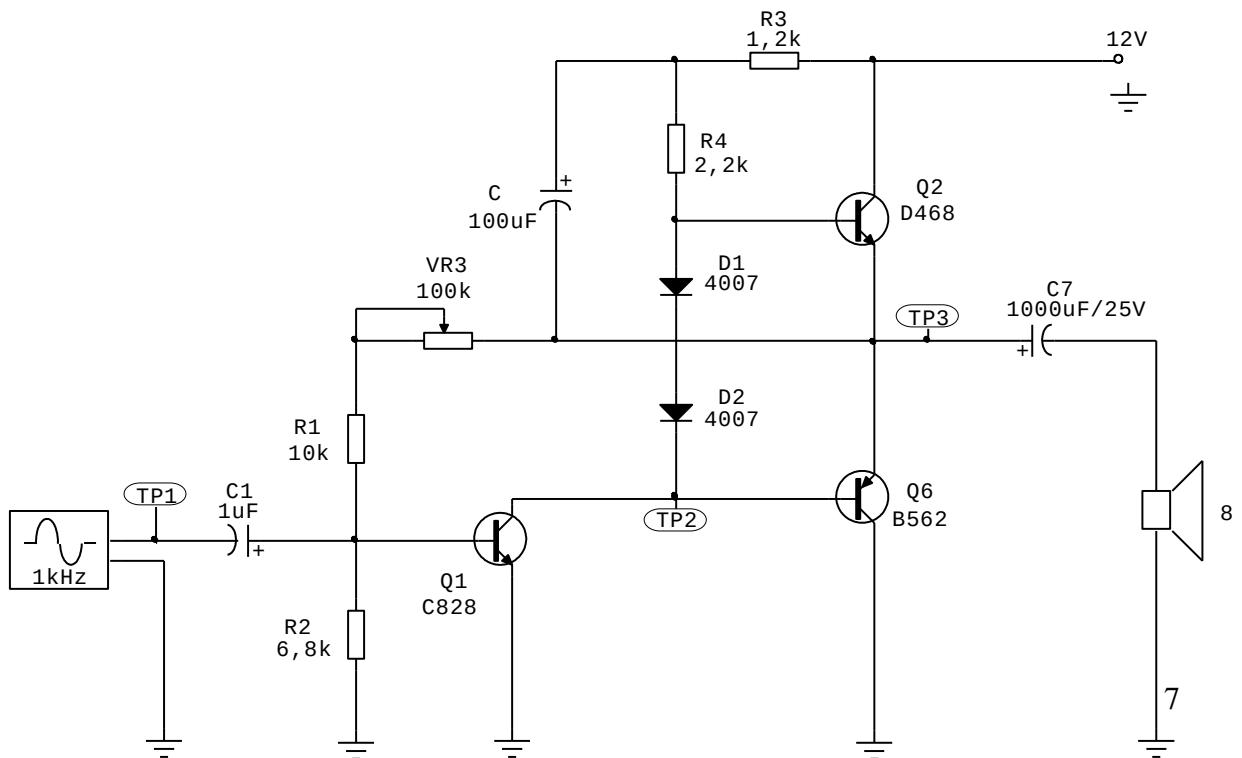 R3
1,2k
12V
R4
2,2k
Q2
D468
C
100uF
+
D1
4007
VR3
100k
C7
1000uF/25V
TP3
+
D2
4007
R1
10k
TP1
C1
1uF
+
Q6
B562
TP2
8
1kHz
Q1
C828
R2
6,8k
7